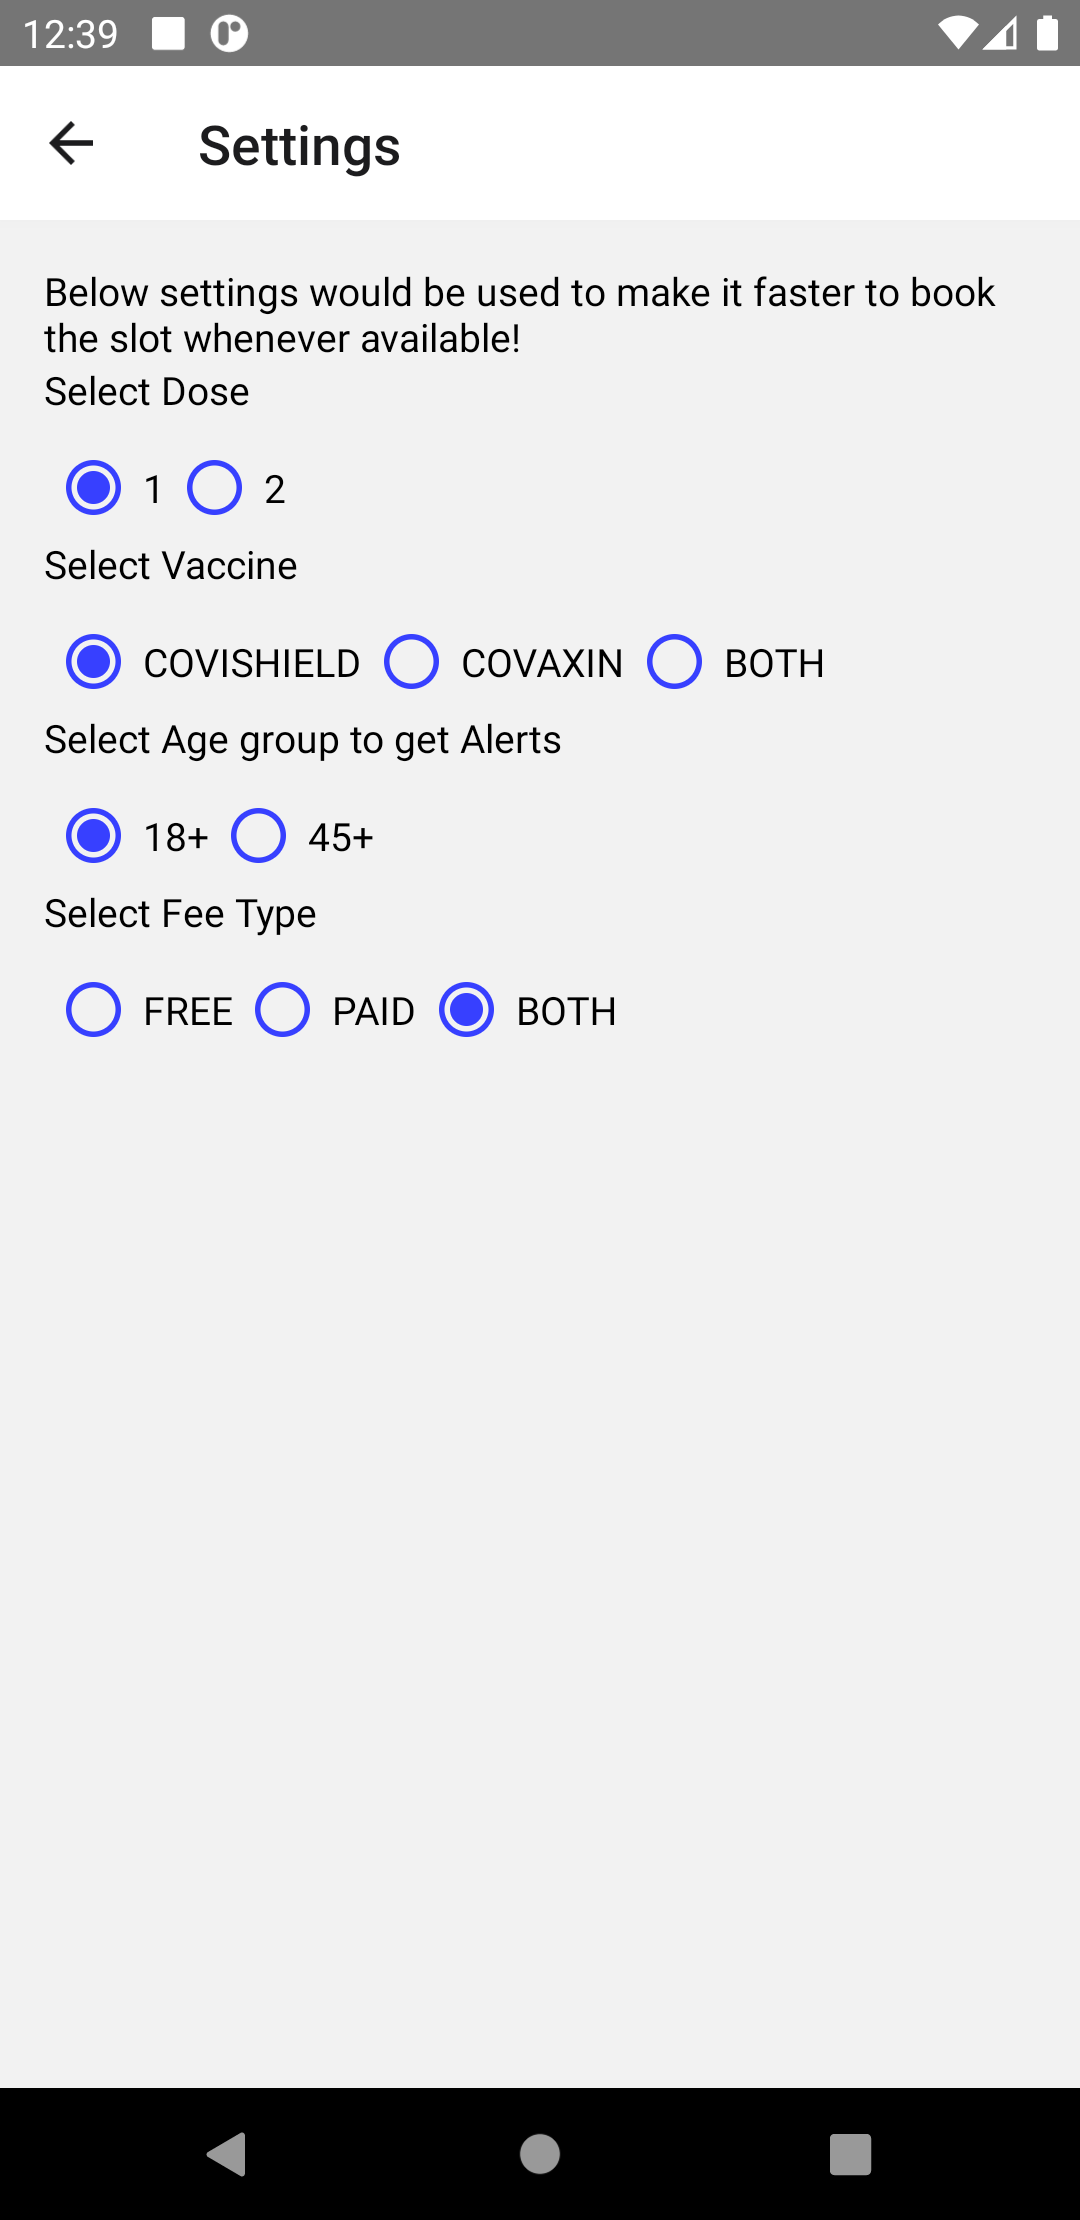 12:39
Settings
Below settings would be used to make it faster to book
the slot whenever available!
Select Dose
1 2
Select Vaccine
COVISHIELD COVAXIN BOTH
Select Age group to get Alerts
18+ 45+
Select Fee Type
FREE PAID BOTH